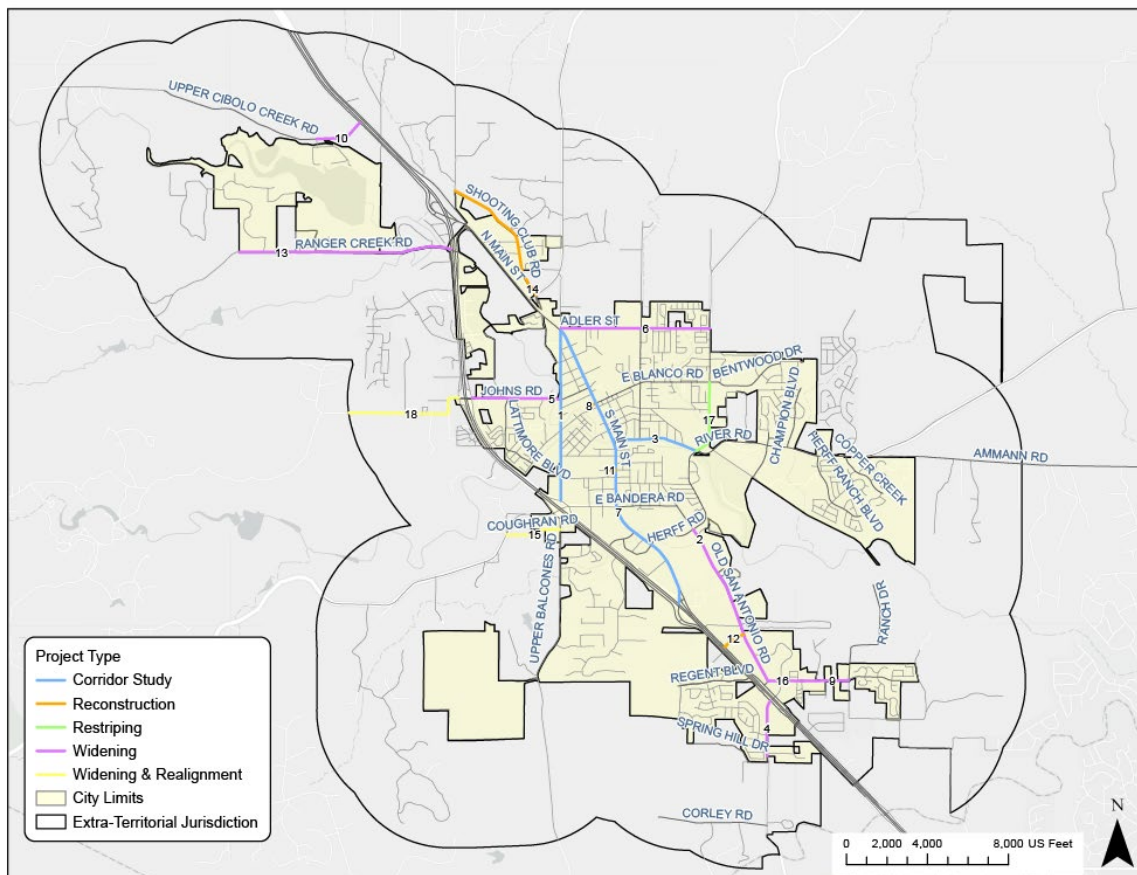 UPPER CIBOLO CREEK RD
10
SHOOTING CLUB RD
N MAIN ST
RANGER CREEK RD
13
14
ADLER ST
6
E BLANCO RD
BENTWOOD DR
JOHNS RD
5
1
8
18
LATTIMORE BLVD
S MAIN ST
3
17
RIVER RD
CHAMPION BLVD
COPPER CREEK
HERFF RANCH BLVD
AMMANN RD
11
E BANDERA RD
COUGHRAN RD
15
7
HERFF RD
2
OLD SAN ANTONIO RD
UPPER BALCONES RD
RANCH DR
12
REGENT BLVD
16
9
4
SPRING HILL DR
CORLEY RD
Project Type
Corridor Study
Reconstruction
Restriping
Widening
Widening & Realignment
City Limits
Extra-Territorial Jurisdiction
N
0 2,000 4,000 8,000 US Feet